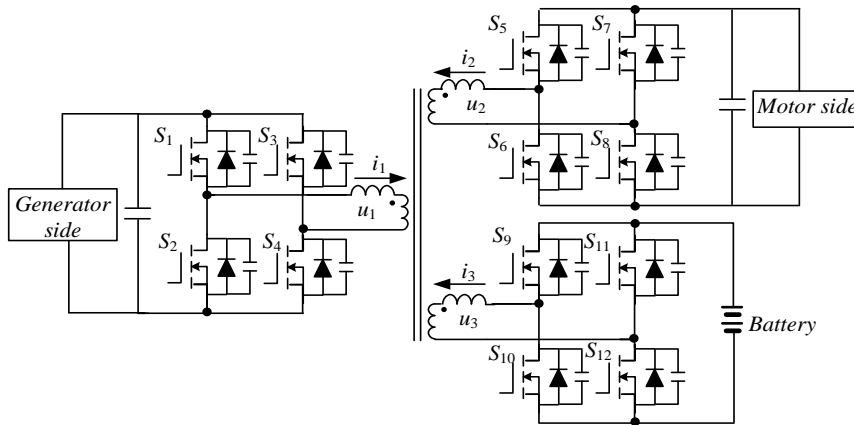 S1
S3
S2
S4
Generator
side
i1
u1
S5
S7
i2
u2
S6
S8
Motor side
S9
S11
i3
u3
S10
S12
Battery